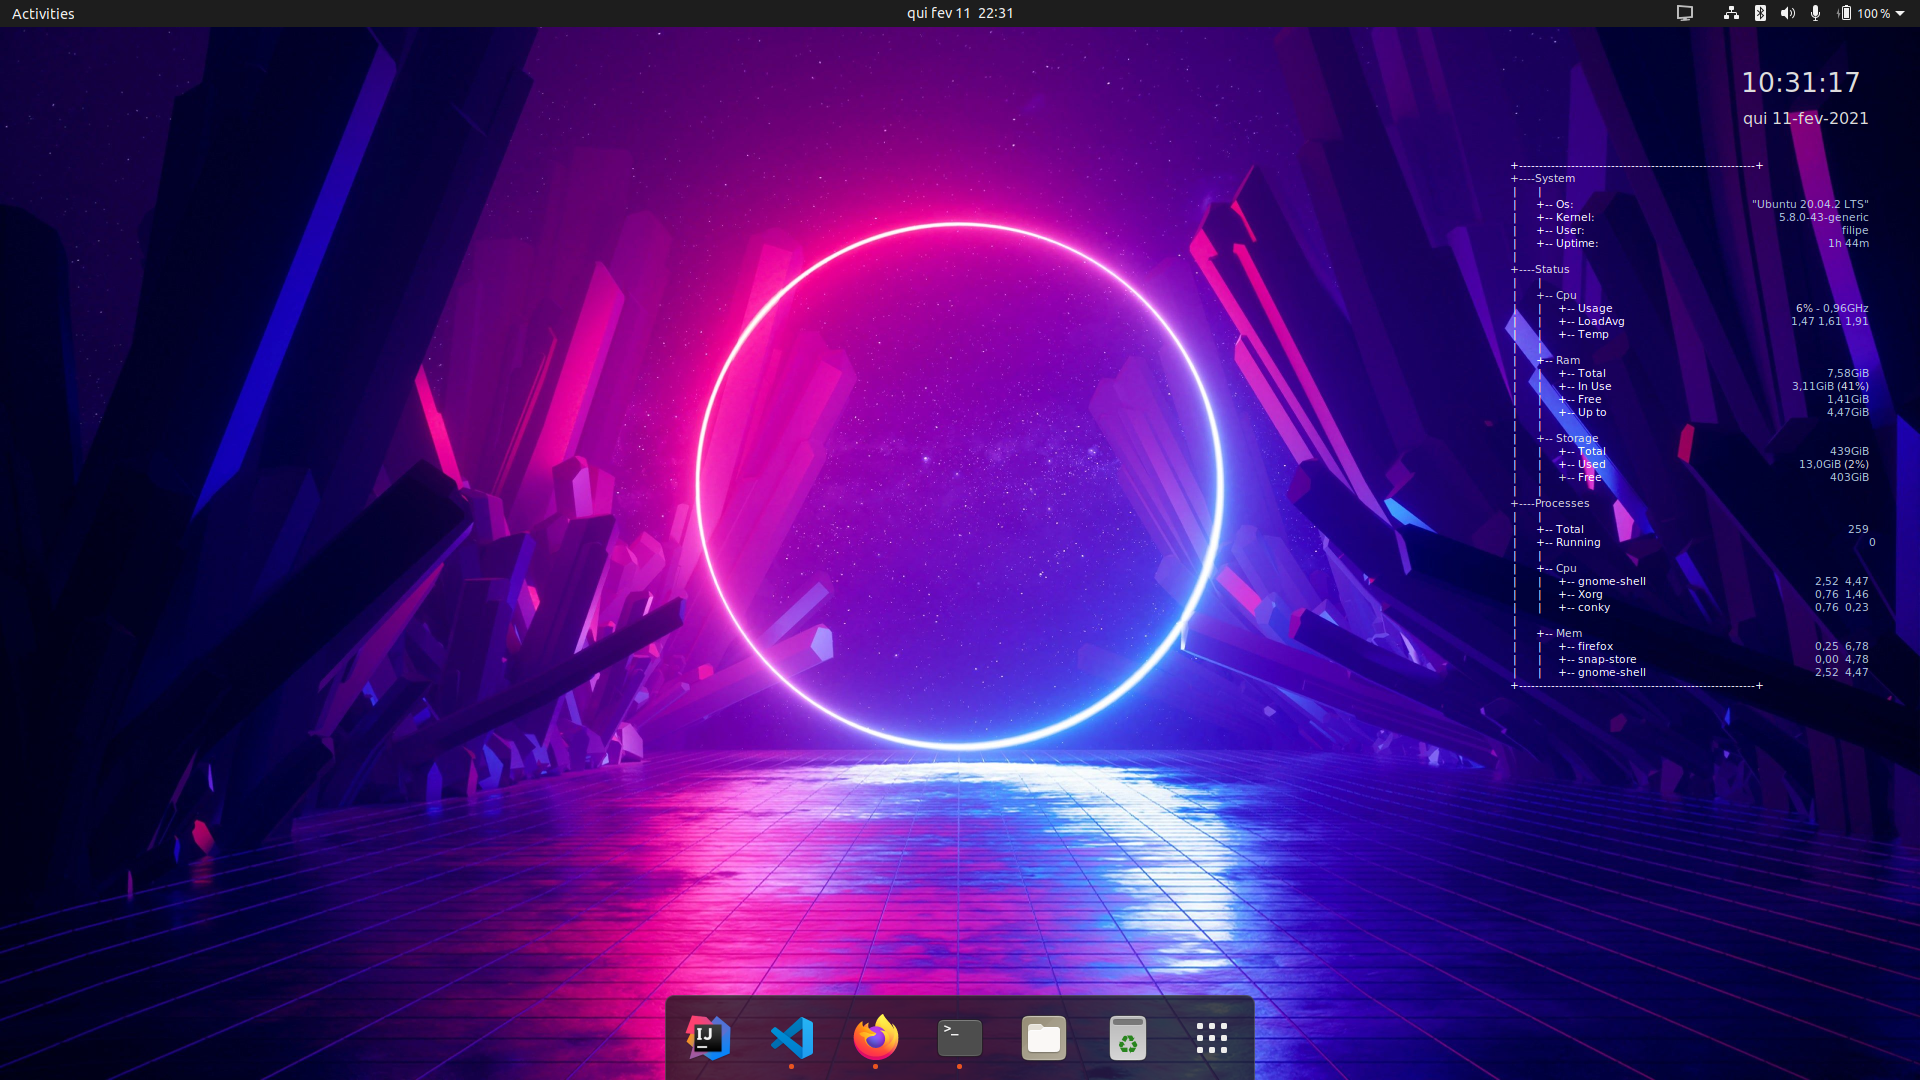 Activities
qui fev 11 22:31
100 %
10:31:17
qui 11-fev-2021
+----System
+-- Os: "Ubuntu 20.04.2 LTS"
+-- Kernel: 5.8.0-43-generic
+-- User: filipe
+-- Uptime: 1h 44m
+----Status
+-- Cpu
+-- Usage 6% - 0,96GHz
+-- LoadAvg 1,47 1,61 1,91
+-- Temp
+-- Ram
+-- Total 7,58GiB
+-- In Use 3,11GiB (41%)
+-- Free 1,41GiB
+-- Up to 4,47GiB
+-- Storage
+-- Total 439GiB
+-- Used 13,0GiB (2%)
+-- Free 403GiB
+----Processes
+-- Total 259
+-- Running 0
+-- Cpu
+-- gnome-shell 2,52 4,47
+-- Xorg 0,76 1,46
+-- conky 0,76 0,23
+-- Mem
+-- firefox 0,25 6,78
+-- snap-store 0,00 4,78
+-- gnome-shell 2,52 4,47
IJ
>_